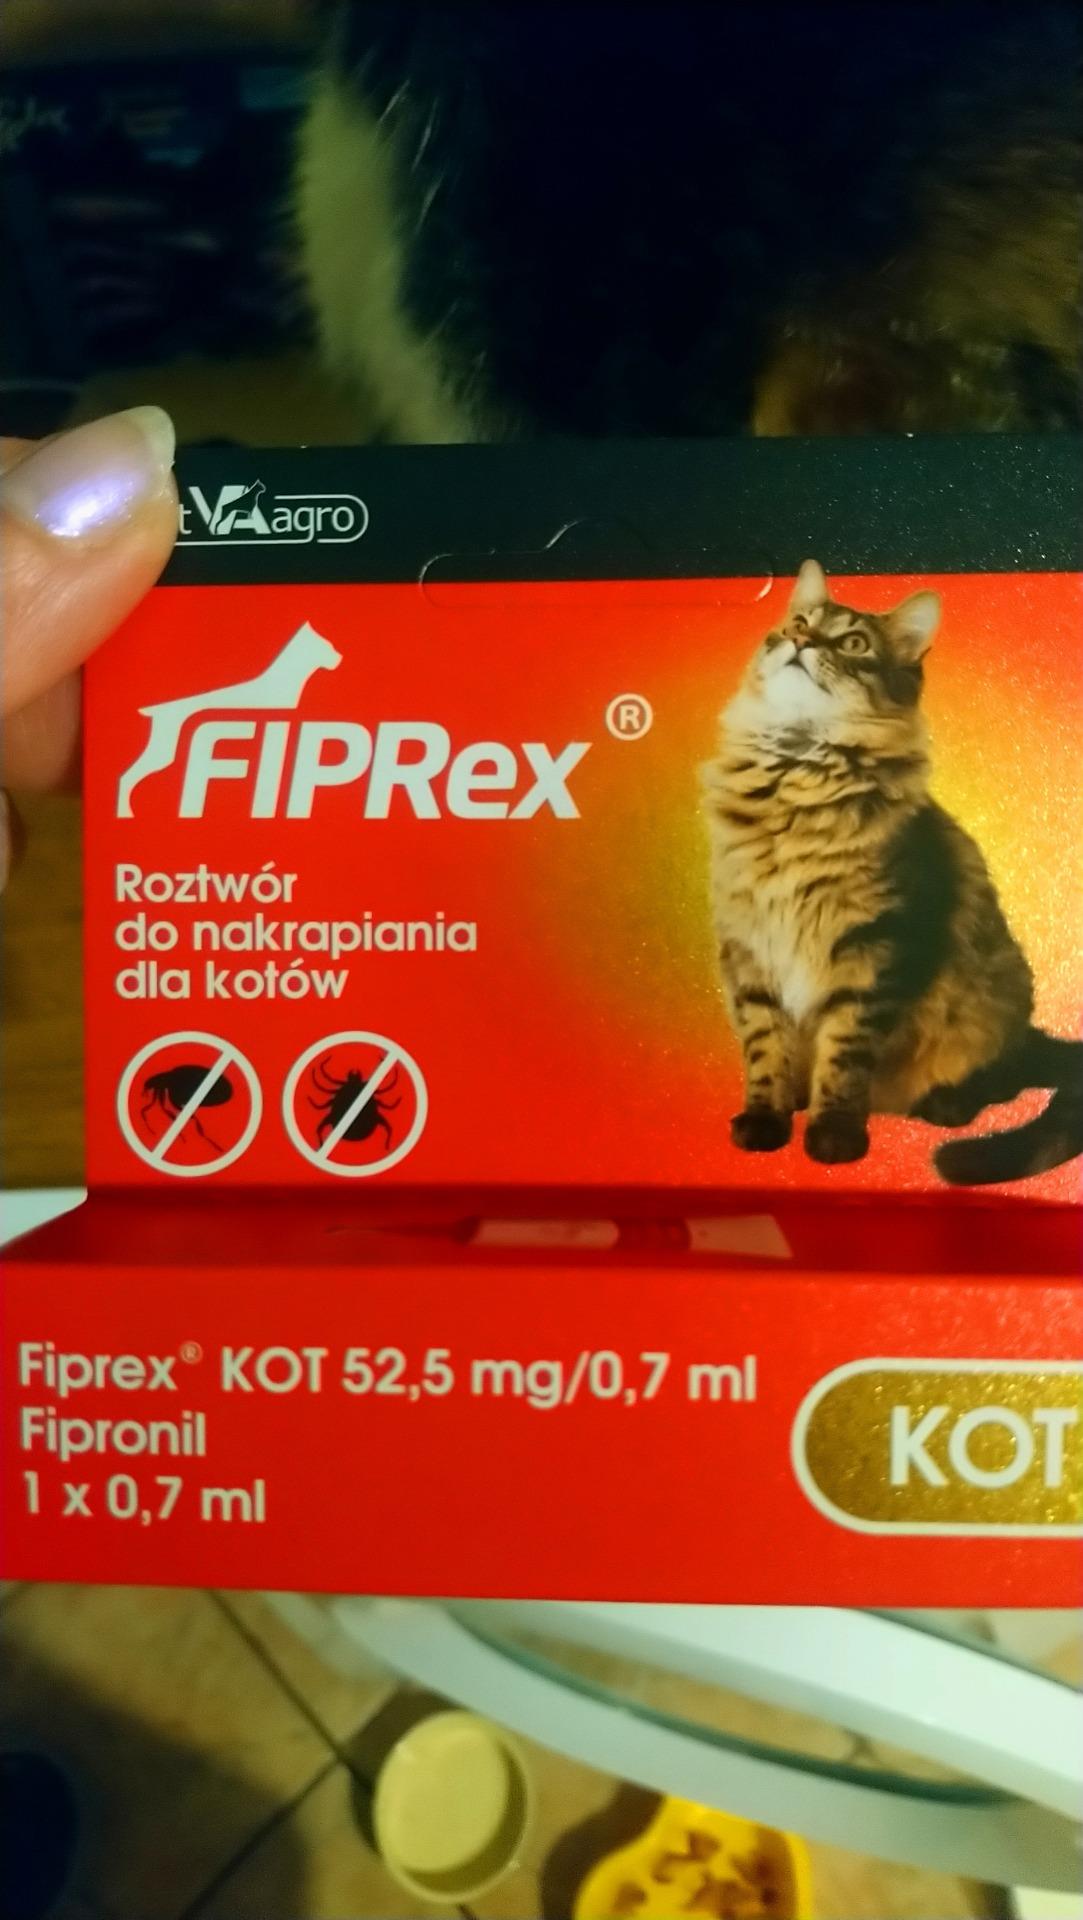 agro
FIPRex ®
Roztwór
do nakrapiania
dla kotów
Fiprex® KOT 52,5 mg/0,7 ml
Fipronil
1 x 0,7 ml
KOT